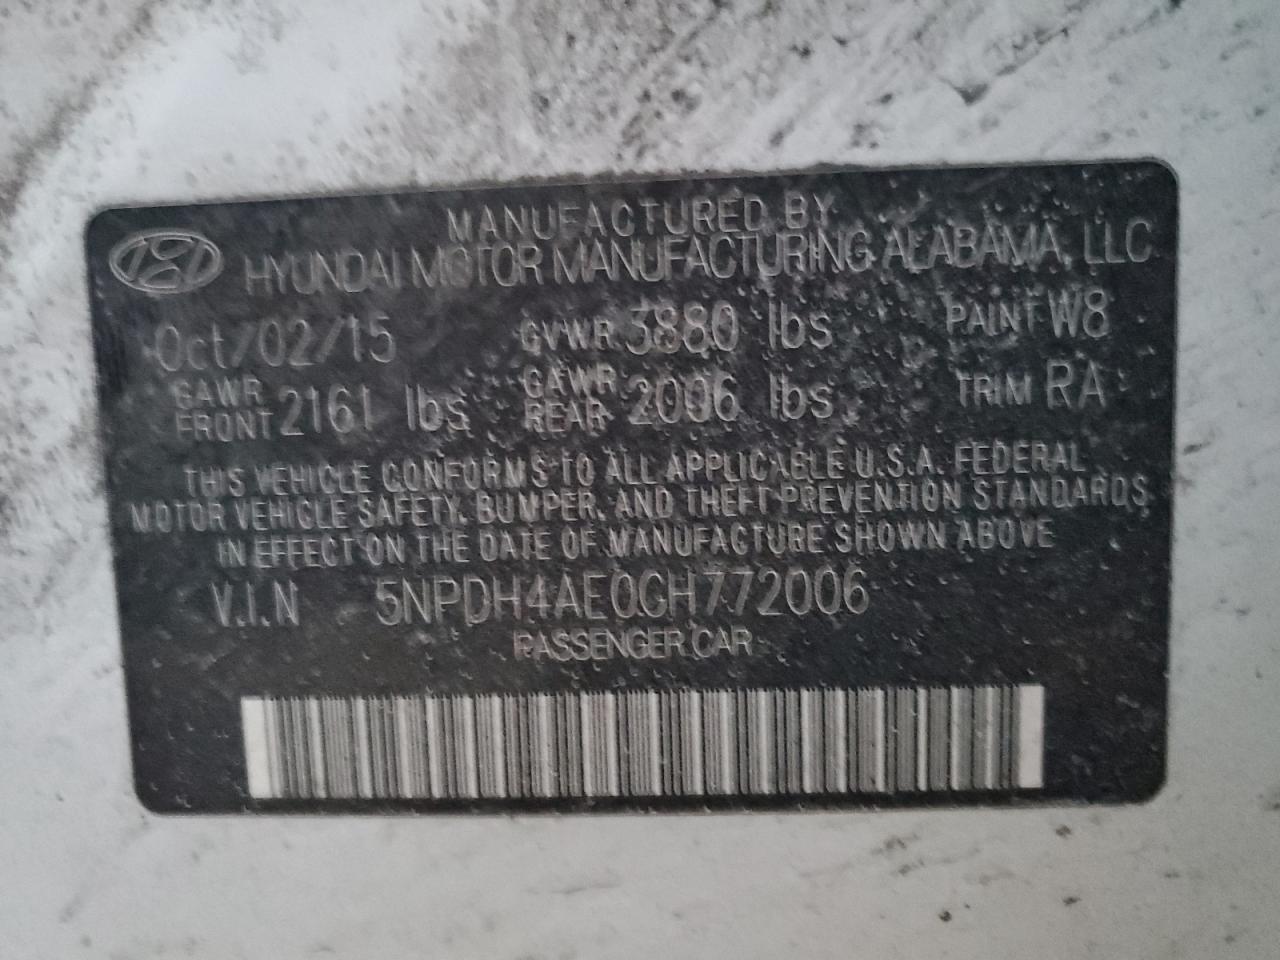 MANUFACTURED BY
HYUNDAI MOTOR MANUFACTURING ALABAMA, LLC
Oct/02/15 GVWR 3880 lbs PAINT W8
GAWR FRONT 2161 lbs GAWR REAR 2006 lbs TRIM RA
THIS VEHICLE CONFORMS TO ALL APPLICABLE U.S.A. FEDERAL
MOTOR VEHICLE SAFETY, BUMPER, AND THEFT PREVENTION STANDARDS
IN EFFECT ON THE DATE OF MANUFACTURE SHOWN ABOVE
V.I.N 5NPDH4AE0GH772006
PASSENGER CAR